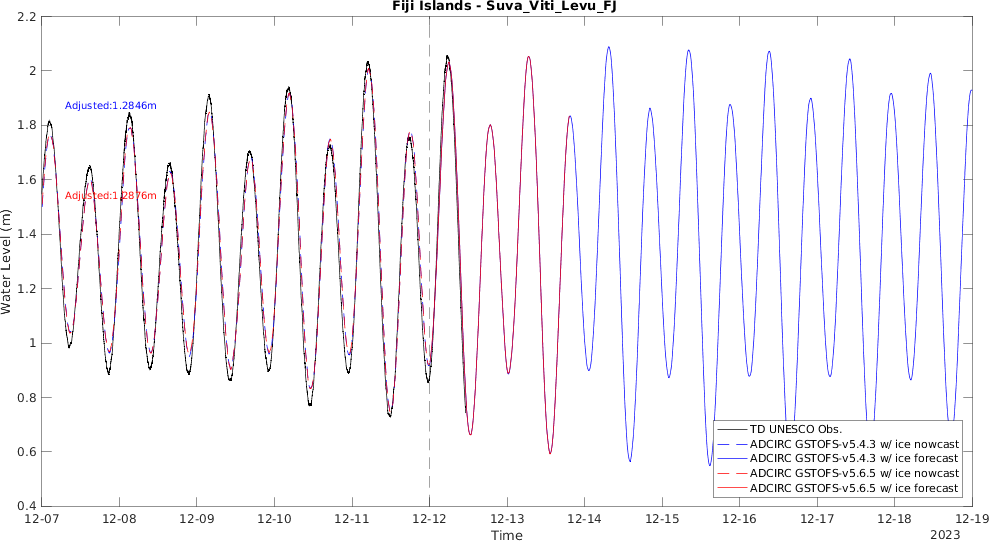 Fiji Islands - Suva_Viti_Levu_FJ
2.2
2
1.8
1.6
1.4
1.2
1
0.8
0.6
0.4
Water Level (m)
Adjusted:1.2846m
Adjusted:1.2876m
TD UNESCO Obs.
ADCIRC GSTOFS-v5.4.3 w/ ice nowcast
ADCIRC GSTOFS-v5.4.3 w/ ice forecast
ADCIRC GSTOFS-v5.6.5 w/ ice nowcast
ADCIRC GSTOFS-v5.6.5 w/ ice forecast
12-07 12-08 12-09 12-10 12-11 12-12 12-13 12-14 12-15 12-16 12-17 12-18 12-19
Time
2023